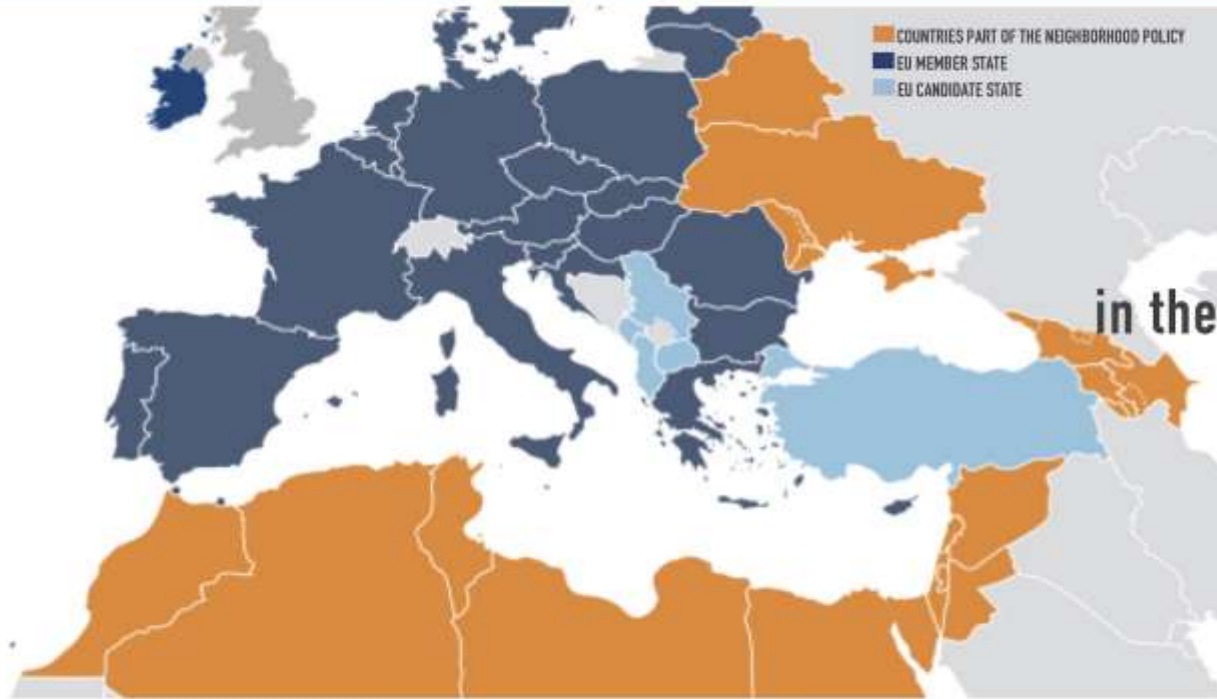 COUNTRIES PART OF THE NEIGHBORHOOD POLICY
EU MEMBER STATE
EU CANDIDATE STATE
in the